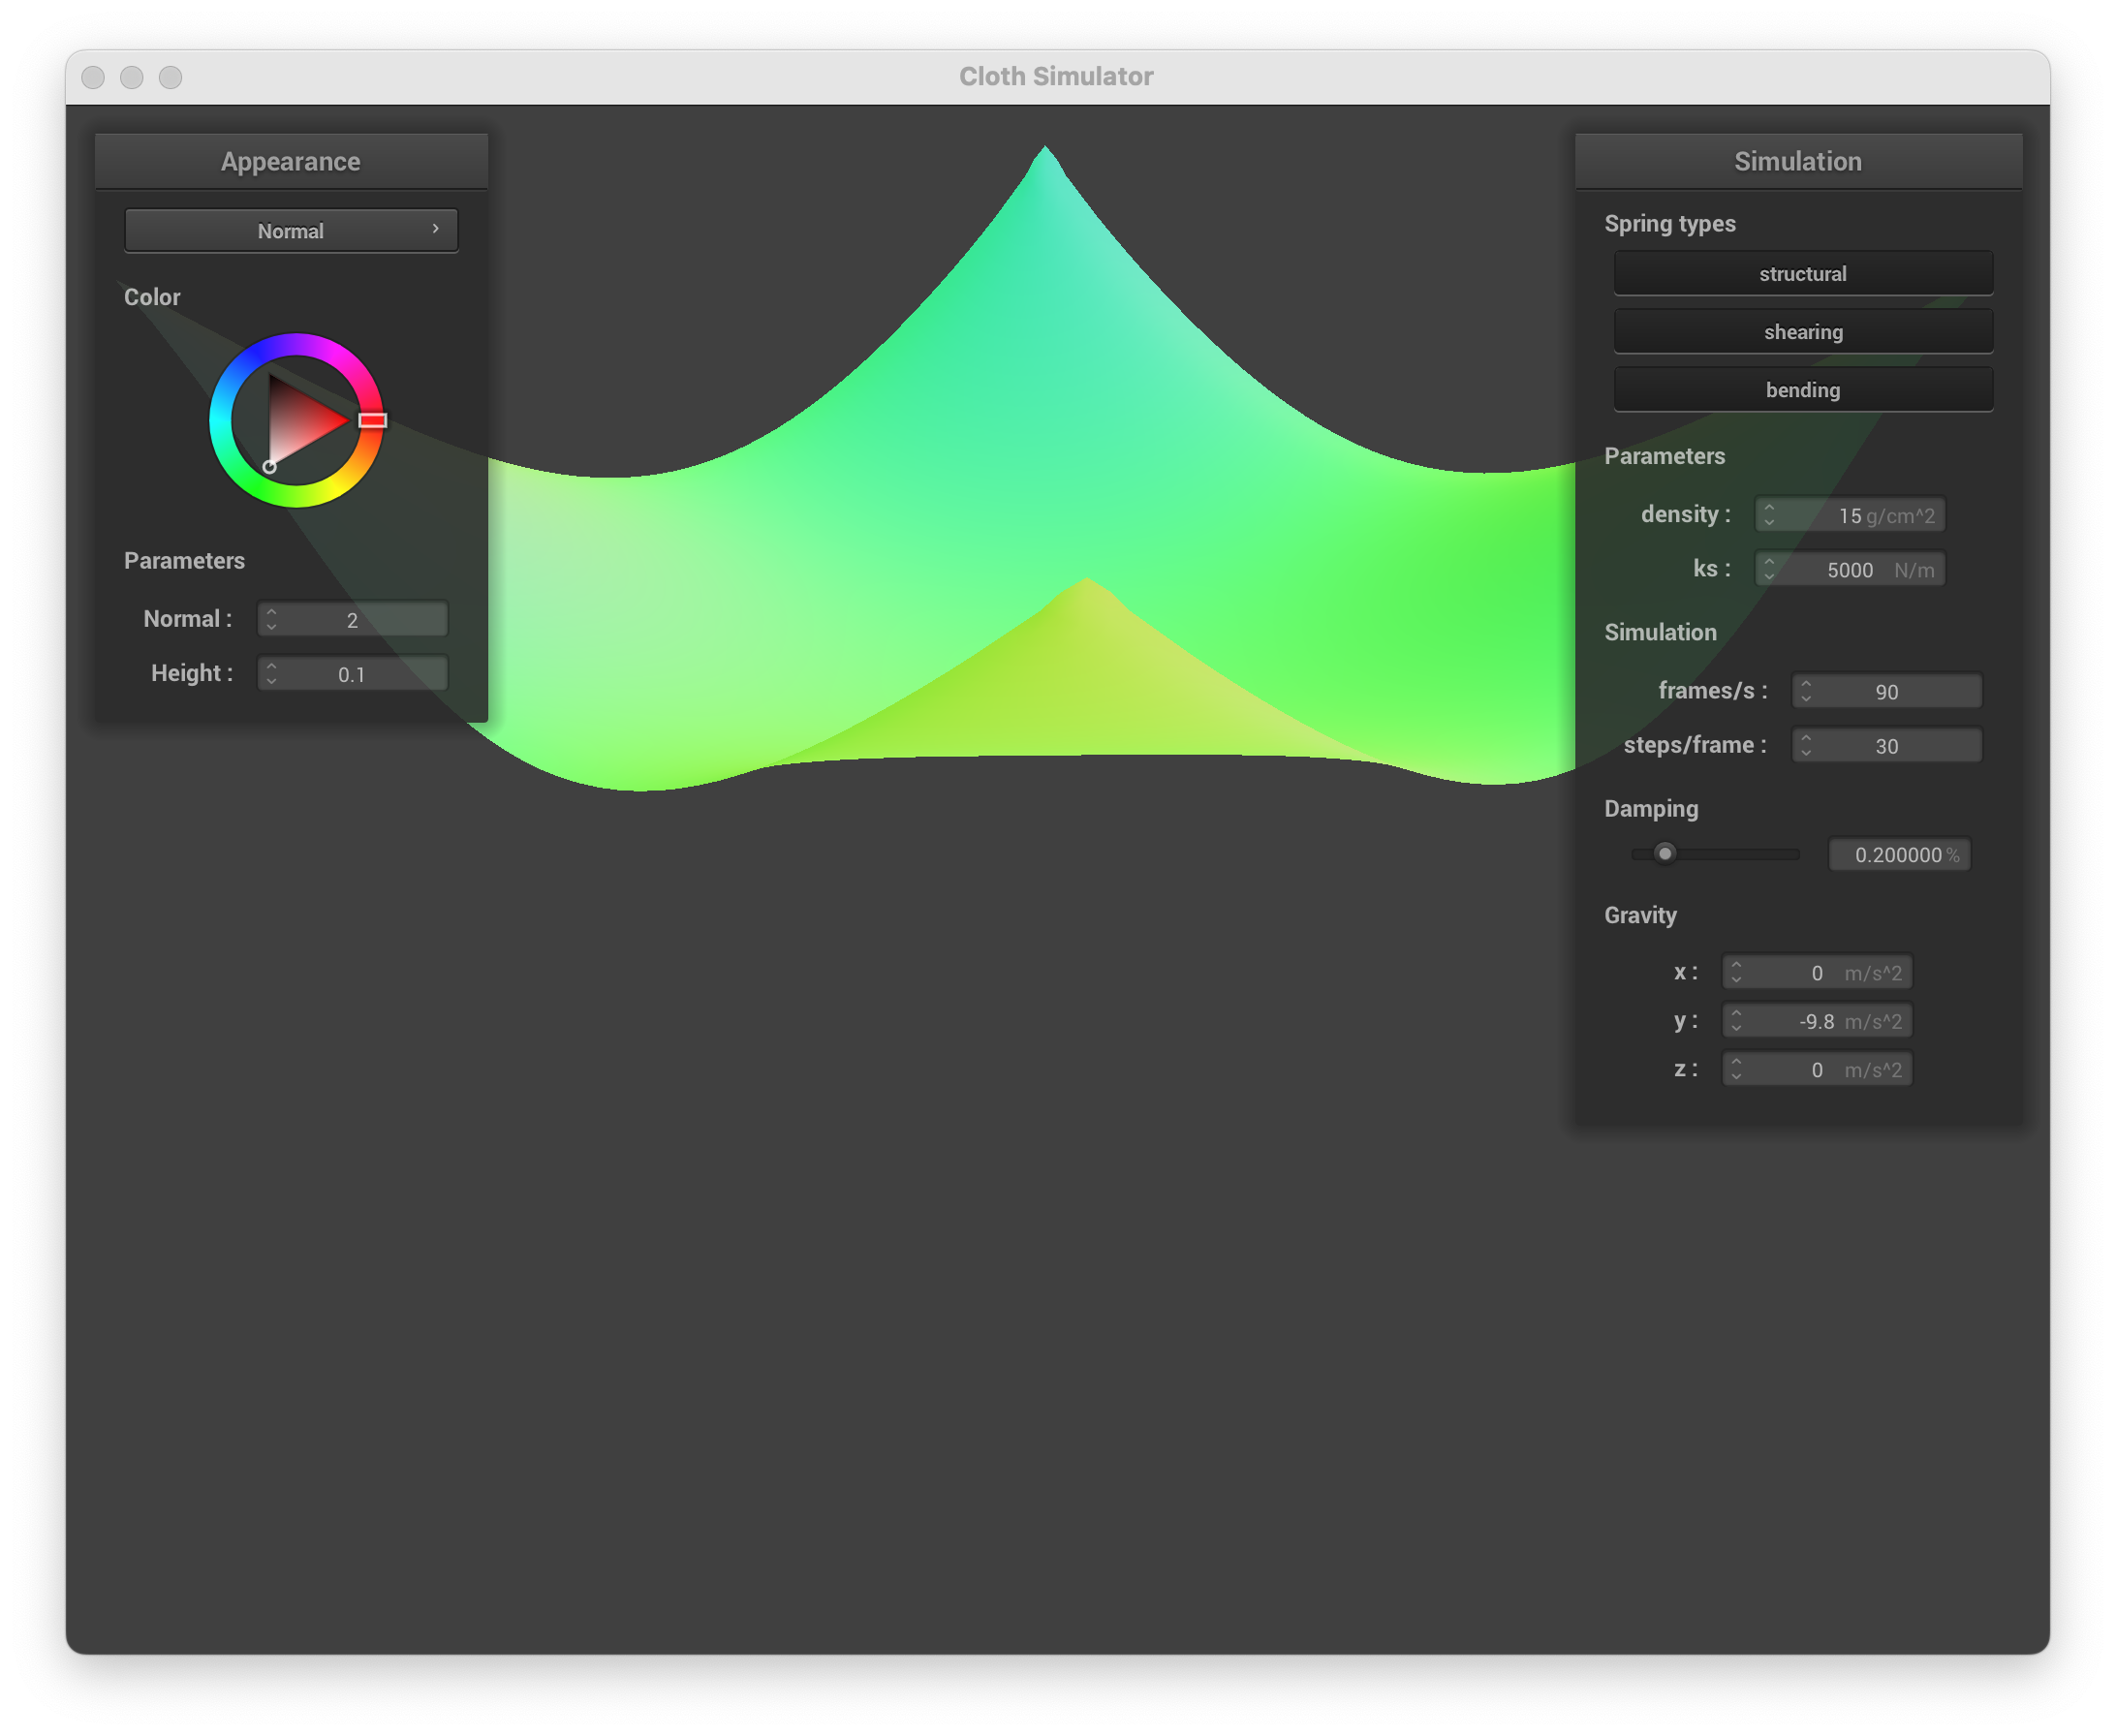 Cloth Simulator
Appearance
Normal
Color
Parameters
Normal : 2
Height : 0.1
Simulation
Spring types
structural
shearing
bending
Parameters
density : 15 g/cm^2
ks : 5000 N/m
Simulation
frames/s : 90
steps/frame : 30
Damping
0.200000 %
Gravity
x : 0 m/s^2
y : -9.8 m/s^2
z : 0 m/s^2